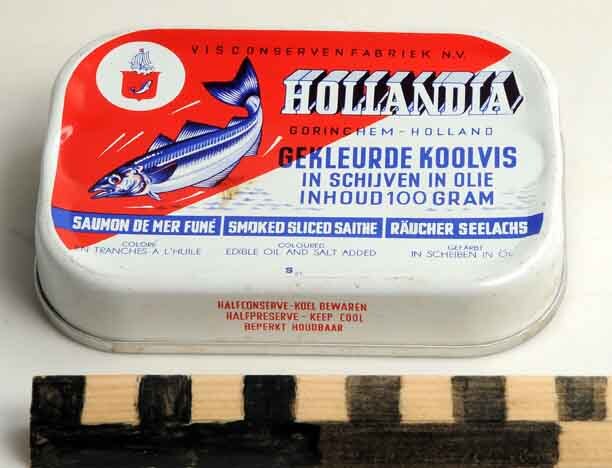 VISCONSERVENFABRIEK N.V.
HOLLANDIA
GORINCHEM - HOLLAND
GEKLEURDE KOOLVIS
IN SCHIJVEN IN OLIE
INHOUD 100 GRAM
SAUMON DE MER FUMÉ SMOKED SLICED SAITHE RÄUCHER SEELACHS
COLORÉ COLOURED GEFÄRBT
EN TRANCHES A L'HUILE EDIBLE OIL AND SALT ADDED IN SCHEIBEN IN
S
HALFCONSERVE - KOEL BEWAREN
HALFPRESERVE - KEEP COOL
BEPERKT HOUDBAAR